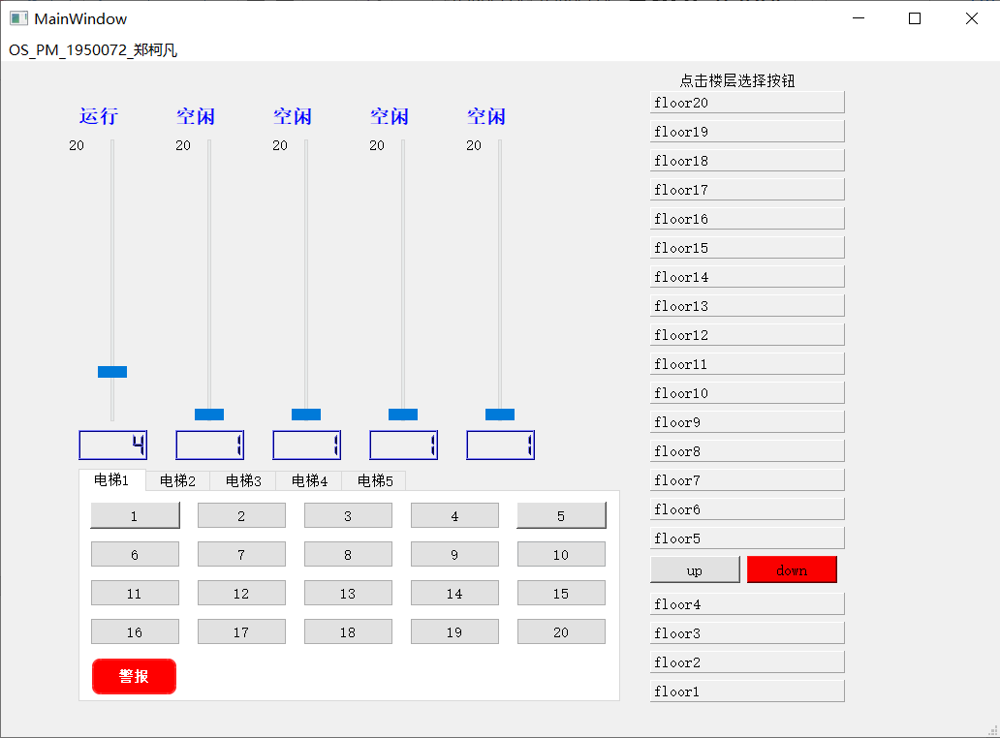 MainWindow
OS_PM_1950072_郑柯凡
运行 空闲 空闲 空闲 空闲
20 20 20 20 20
4 1 1 1 1
电梯1 电梯2 电梯3 电梯4 电梯5
1 2 3 4 5
6 7 8 9 10
11 12 13 14 15
16 17 18 19 20
警报
点击楼层选择按钮
floor20
floor19
floor18
floor17
floor16
floor15
floor14
floor13
floor12
floor11
floor10
floor9
floor8
floor7
floor6
floor5
up down
floor4
floor3
floor2
floor1